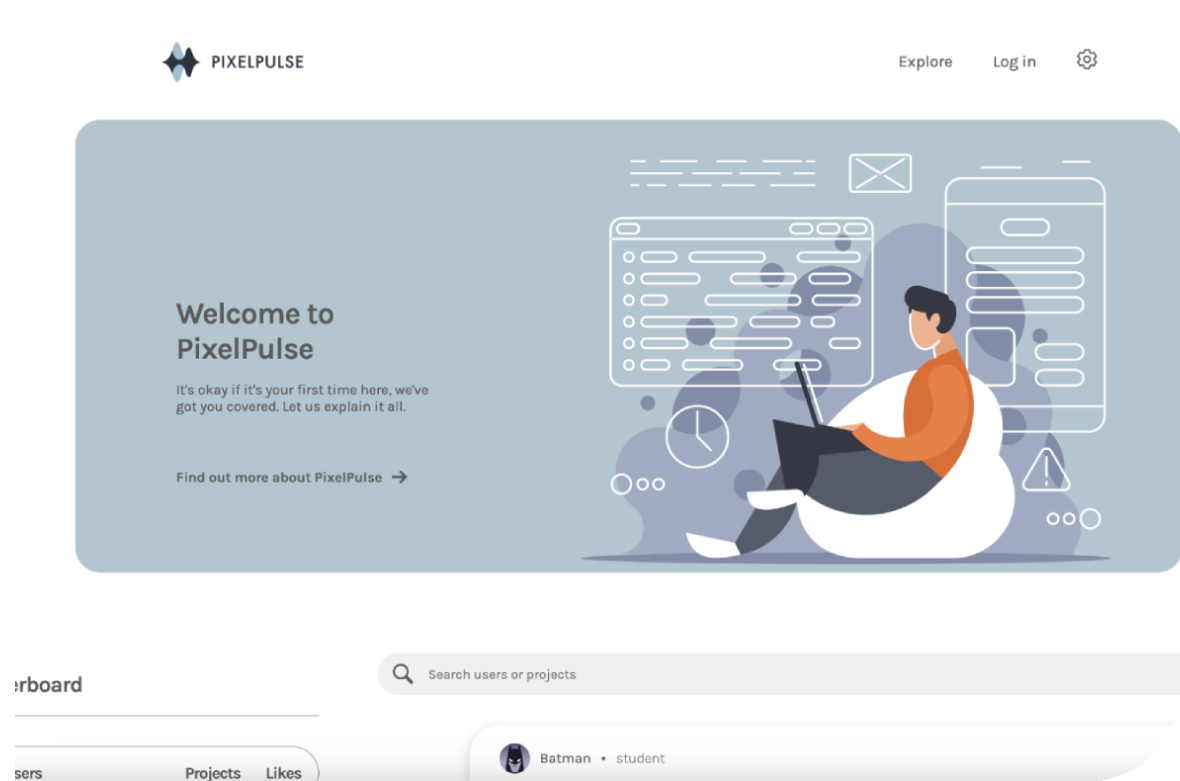 PIXELPULSE
Explore
Log in
Welcome to
PixelPulse
It's okay if it's your first time here, we've
got you covered. Let us explain it all.
Find out more about PixelPulse →
erboard
Search users or projects
sers
Projects
Likes
Batman • student